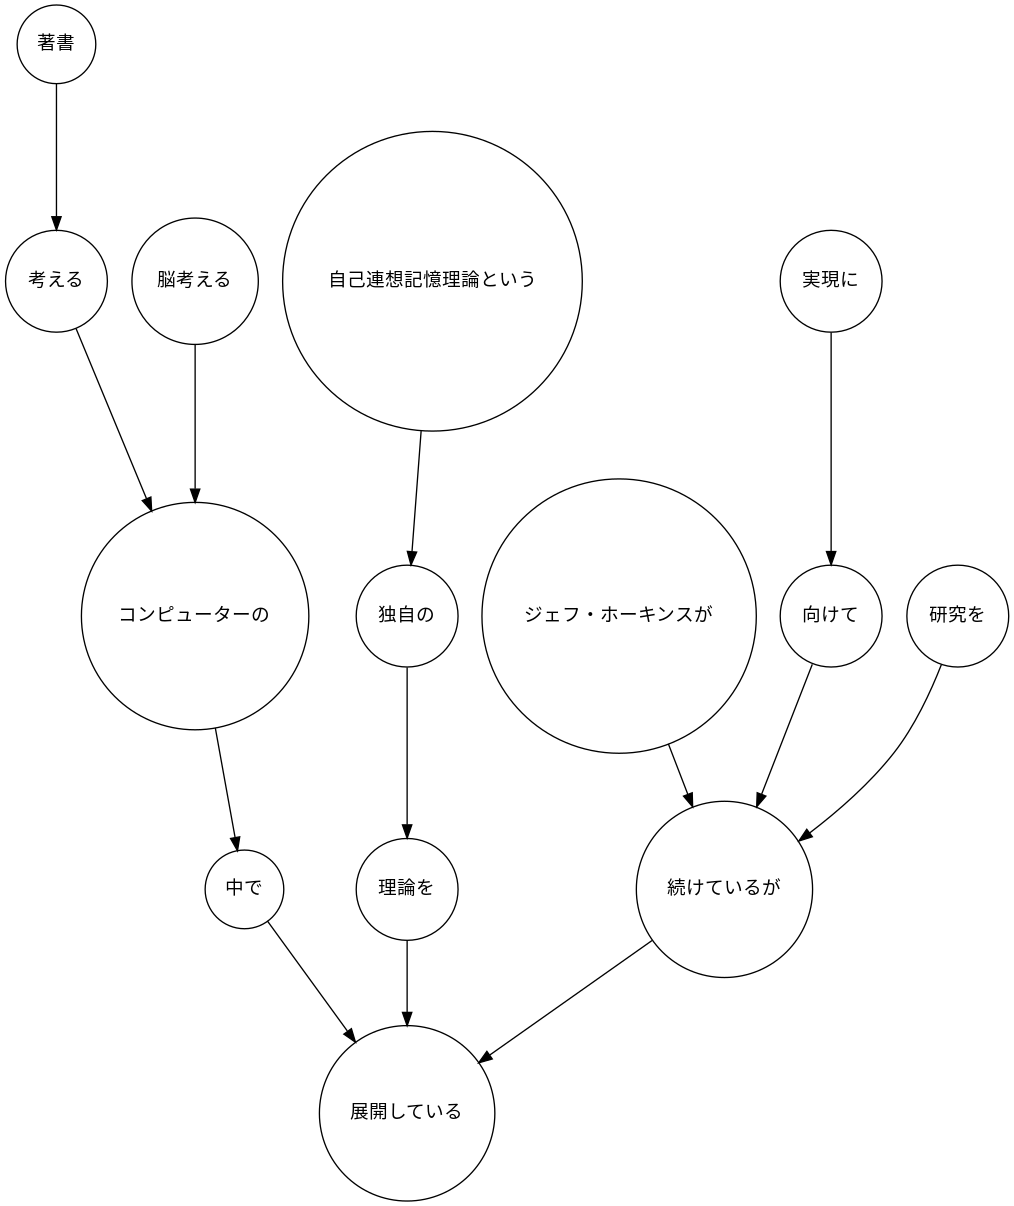 著書
考える
脳考える
自己連想記憶理論という
実現に
コンピューターの
独自の
ジェフ・ホーキンスが
向けて
研究を
中で
理論を
続けているが
展開している